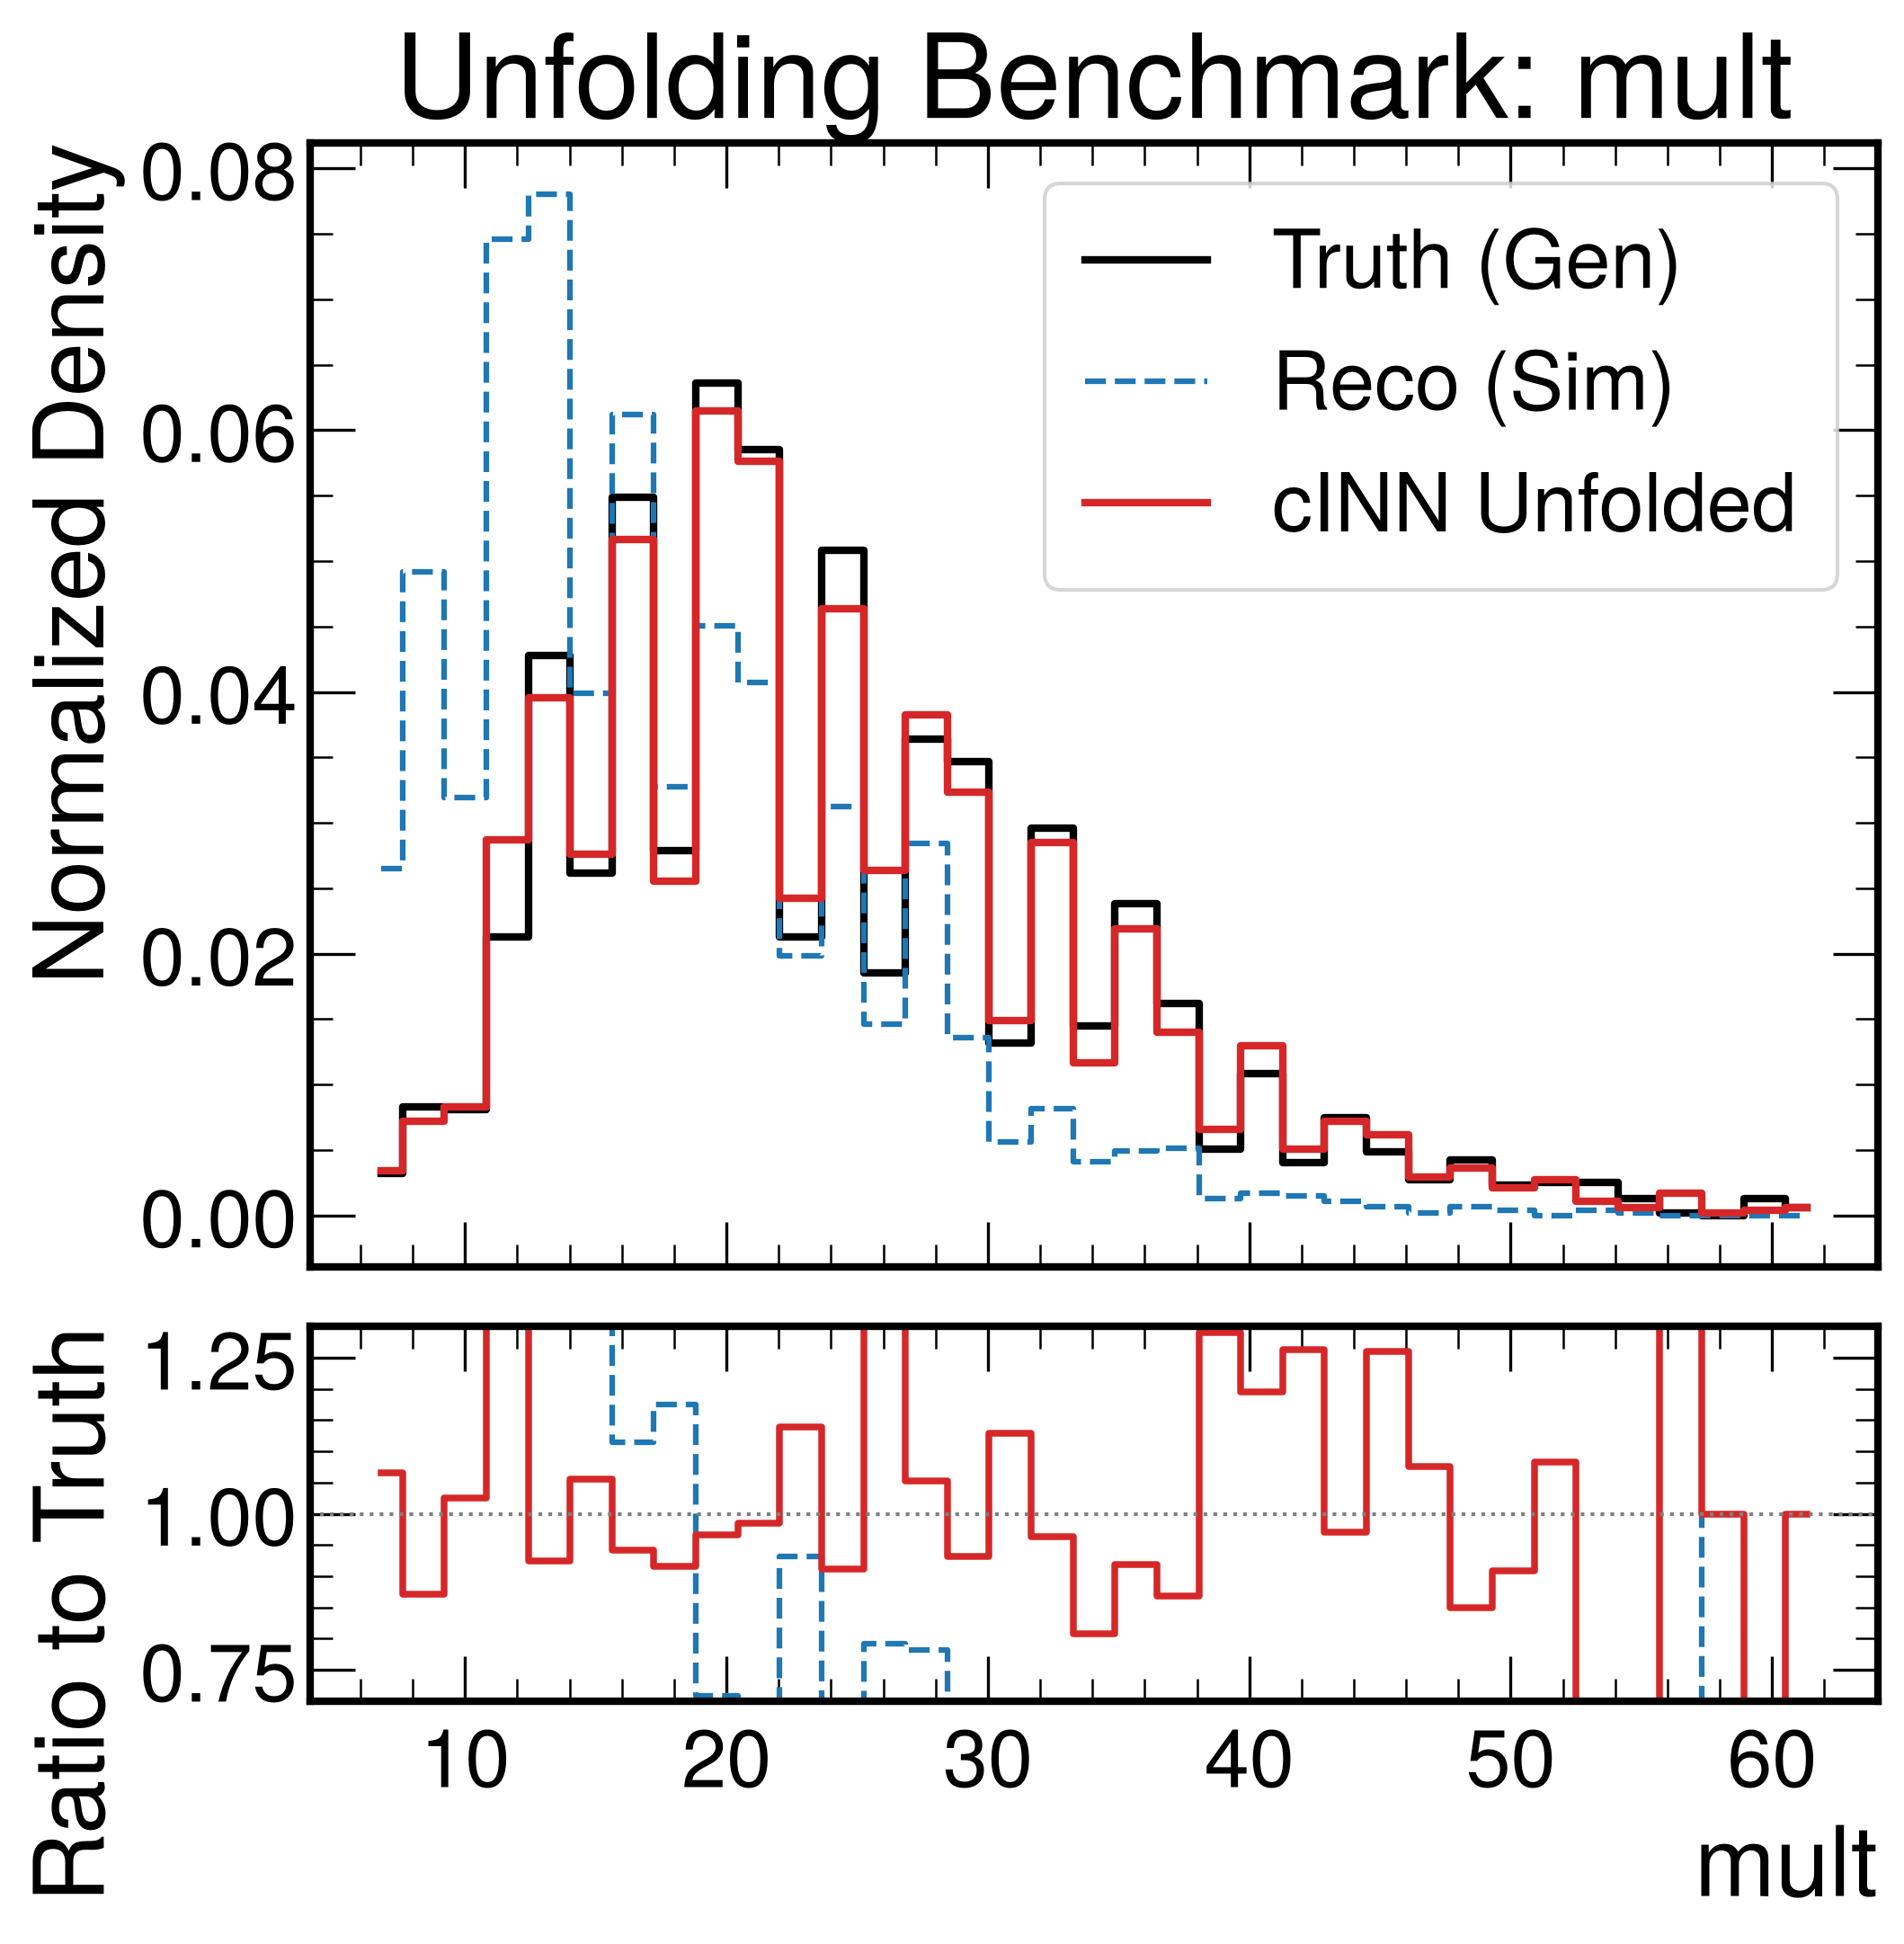 Unfolding Benchmark: mult
Normalized Density
0.08
0.06
0.04
0.02
0.00
Truth (Gen)
Reco (Sim)
cINN Unfolded
Ratio to Truth
1.25
1.00
0.75
10 20 30 40 50 60
mult